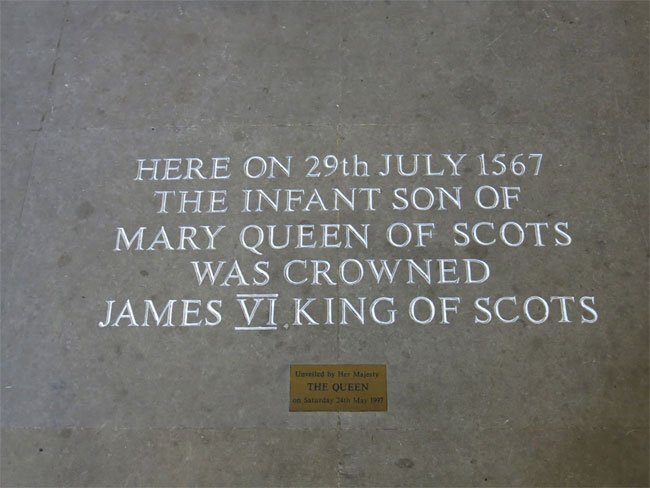 HERE ON 29th JULY 1567
THE INFANT SON OF
MARY QUEEN OF SCOTS
WAS CROWNED
JAMES VI KING OF SCOTS
Unveiled by Her Majesty
THE QUEEN
on Saturday 24th May 1997